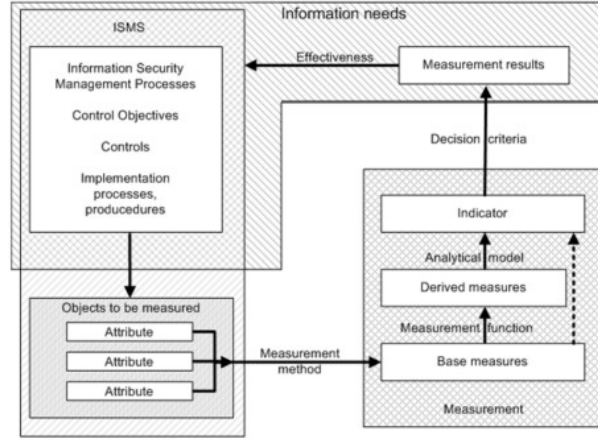 Information needs
ISMS
Information Security
Management Processes
Control Objectives
Controls
Implementation
processes,
producedures
Effectiveness
Measurement results
Decision criteria
Indicator
Analytical model
Derived measures
Measurement function
Base measures
Measurement
Objects to be measured
Attribute
Attribute
Attribute
Measurement
method